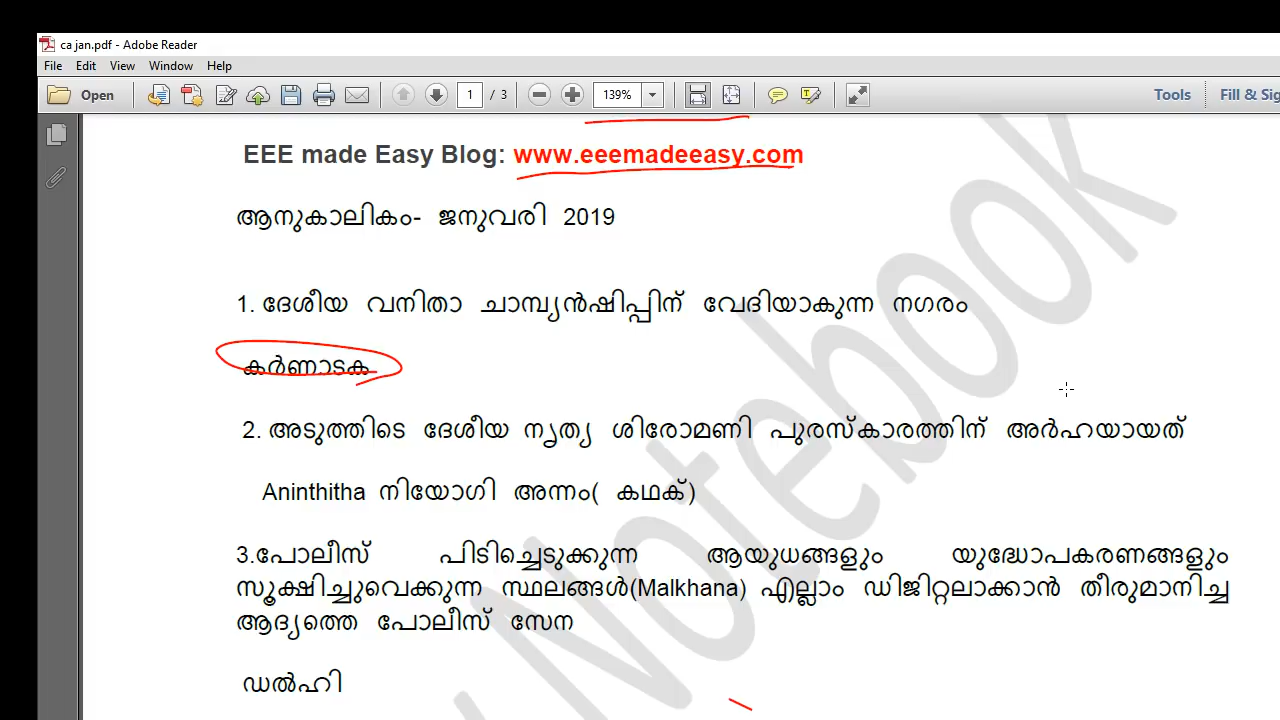 ca jan.pdf - Adobe Reader
File Edit View Window Help
Open 1 / 3 139% Tools Fill & Sig
EEE made Easy Blog: www.eeemadeeasy.com
ആനുകാലികം- ജനുവരി 2019
1. ദേശീയ വനിതാ ചാമ്പ്യൻഷിപ്പിന് വേദിയാകുന്ന നഗരം
കർണാടക
2. അടുത്തിടെ ദേശീയ നൃത്യ ശിരോമണി പുരസ്കാരത്തിന് അർഹയായത്
Aninthitha നിയോഗി അന്നം( കഥക്)
3.പോലീസ് പിടിച്ചെടുക്കുന്ന ആയുധങ്ങളും യുദ്ധോപകരണങ്ങളും
സൂക്ഷിച്ചുവെക്കുന്ന സ്ഥലങ്ങൾ(Malkhana) എല്ലാം ഡിജിറ്റലാക്കാൻ തീരുമാനിച്ച
ആദ്യത്തെ പോലീസ് സേന
ഡൽഹി
Notebook